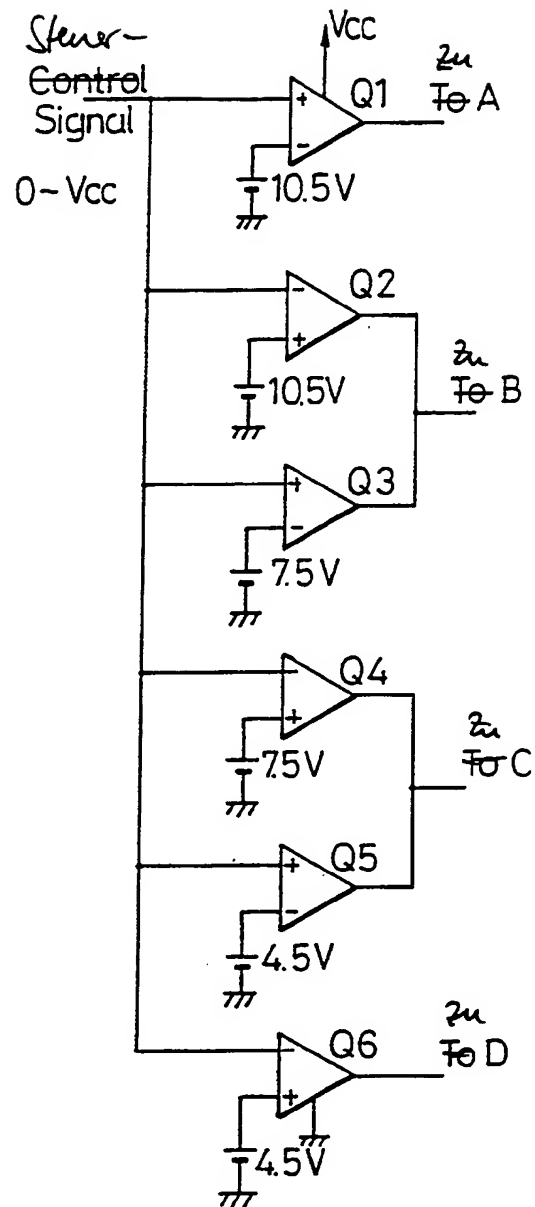 Steuer-
Control
Signal
0~Vcc
Vcc
Q1
+
-
10.5V
Zu
To A
Q2
-
+
10.5V
Zu
To B
Q3
+
-
7.5V
Q4
-
+
7.5V
Zu
To C
Q5
+
-
4.5V
Q6
-
+
4.5V
Zu
To D